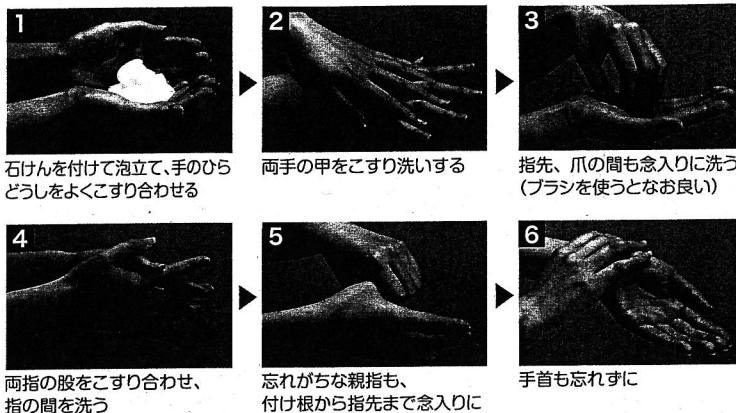 1
石けんを付けて泡立て、手のひら
どうしをよくこすり合わせる
2
両手の甲をこすり洗いする
3
指先、爪の間も念入りに洗う
(ブラシを使うとなお良い)
4
両指の股をこすり合わせ、
指の間を洗う
5
忘れがちな親指も、
付け根から指先まで念入りに
6
手首も忘れずに